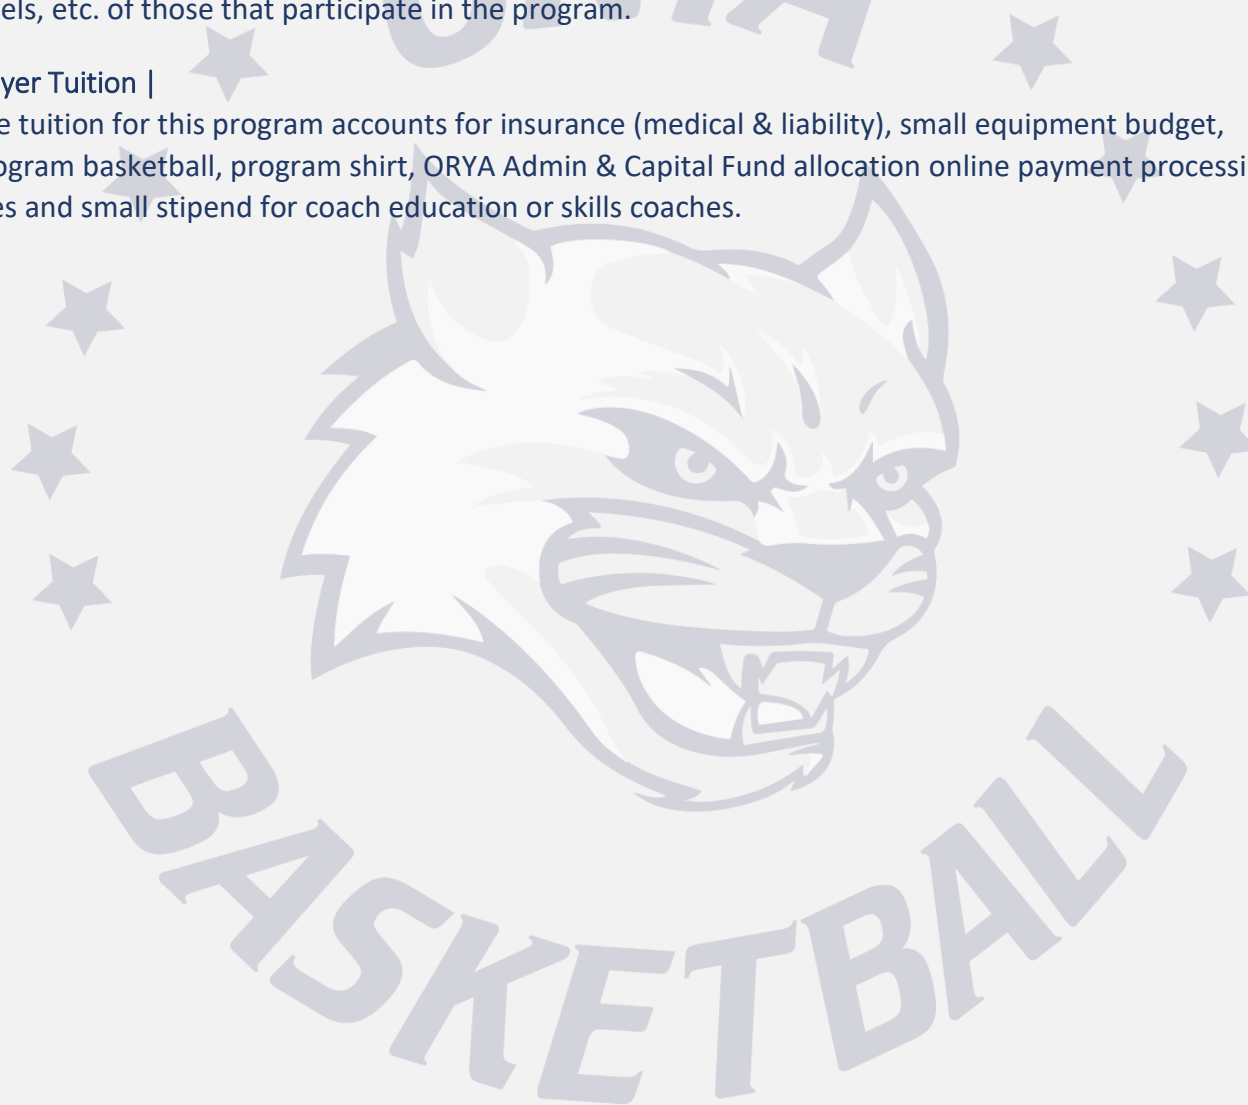 els, etc. of those that participate in the program.
yer Tuition |
e tuition for this program accounts for insurance (medical & liability), small equipment budget,
ogram basketball, program shirt, ORYA Admin & Capital Fund allocation online payment processi
es and small stipend for coach education or skills coaches.
BASKETBALL